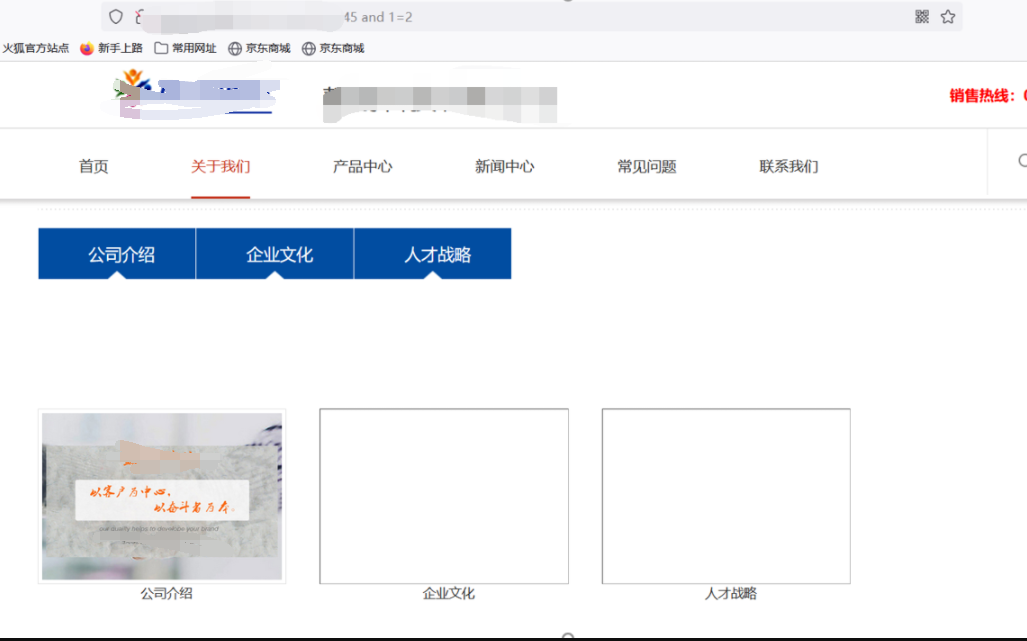 45 and 1=2
火狐官方站点 新手上路 常用网址 京东商城 京东商城
销售热线：
首页 关于我们 产品中心 新闻中心 常见问题 联系我们
公司介绍 企业文化 人才战略
以客户为中心，
以奋斗者为本。
our quality helps to develope your brand
公司介绍 企业文化 人才战略